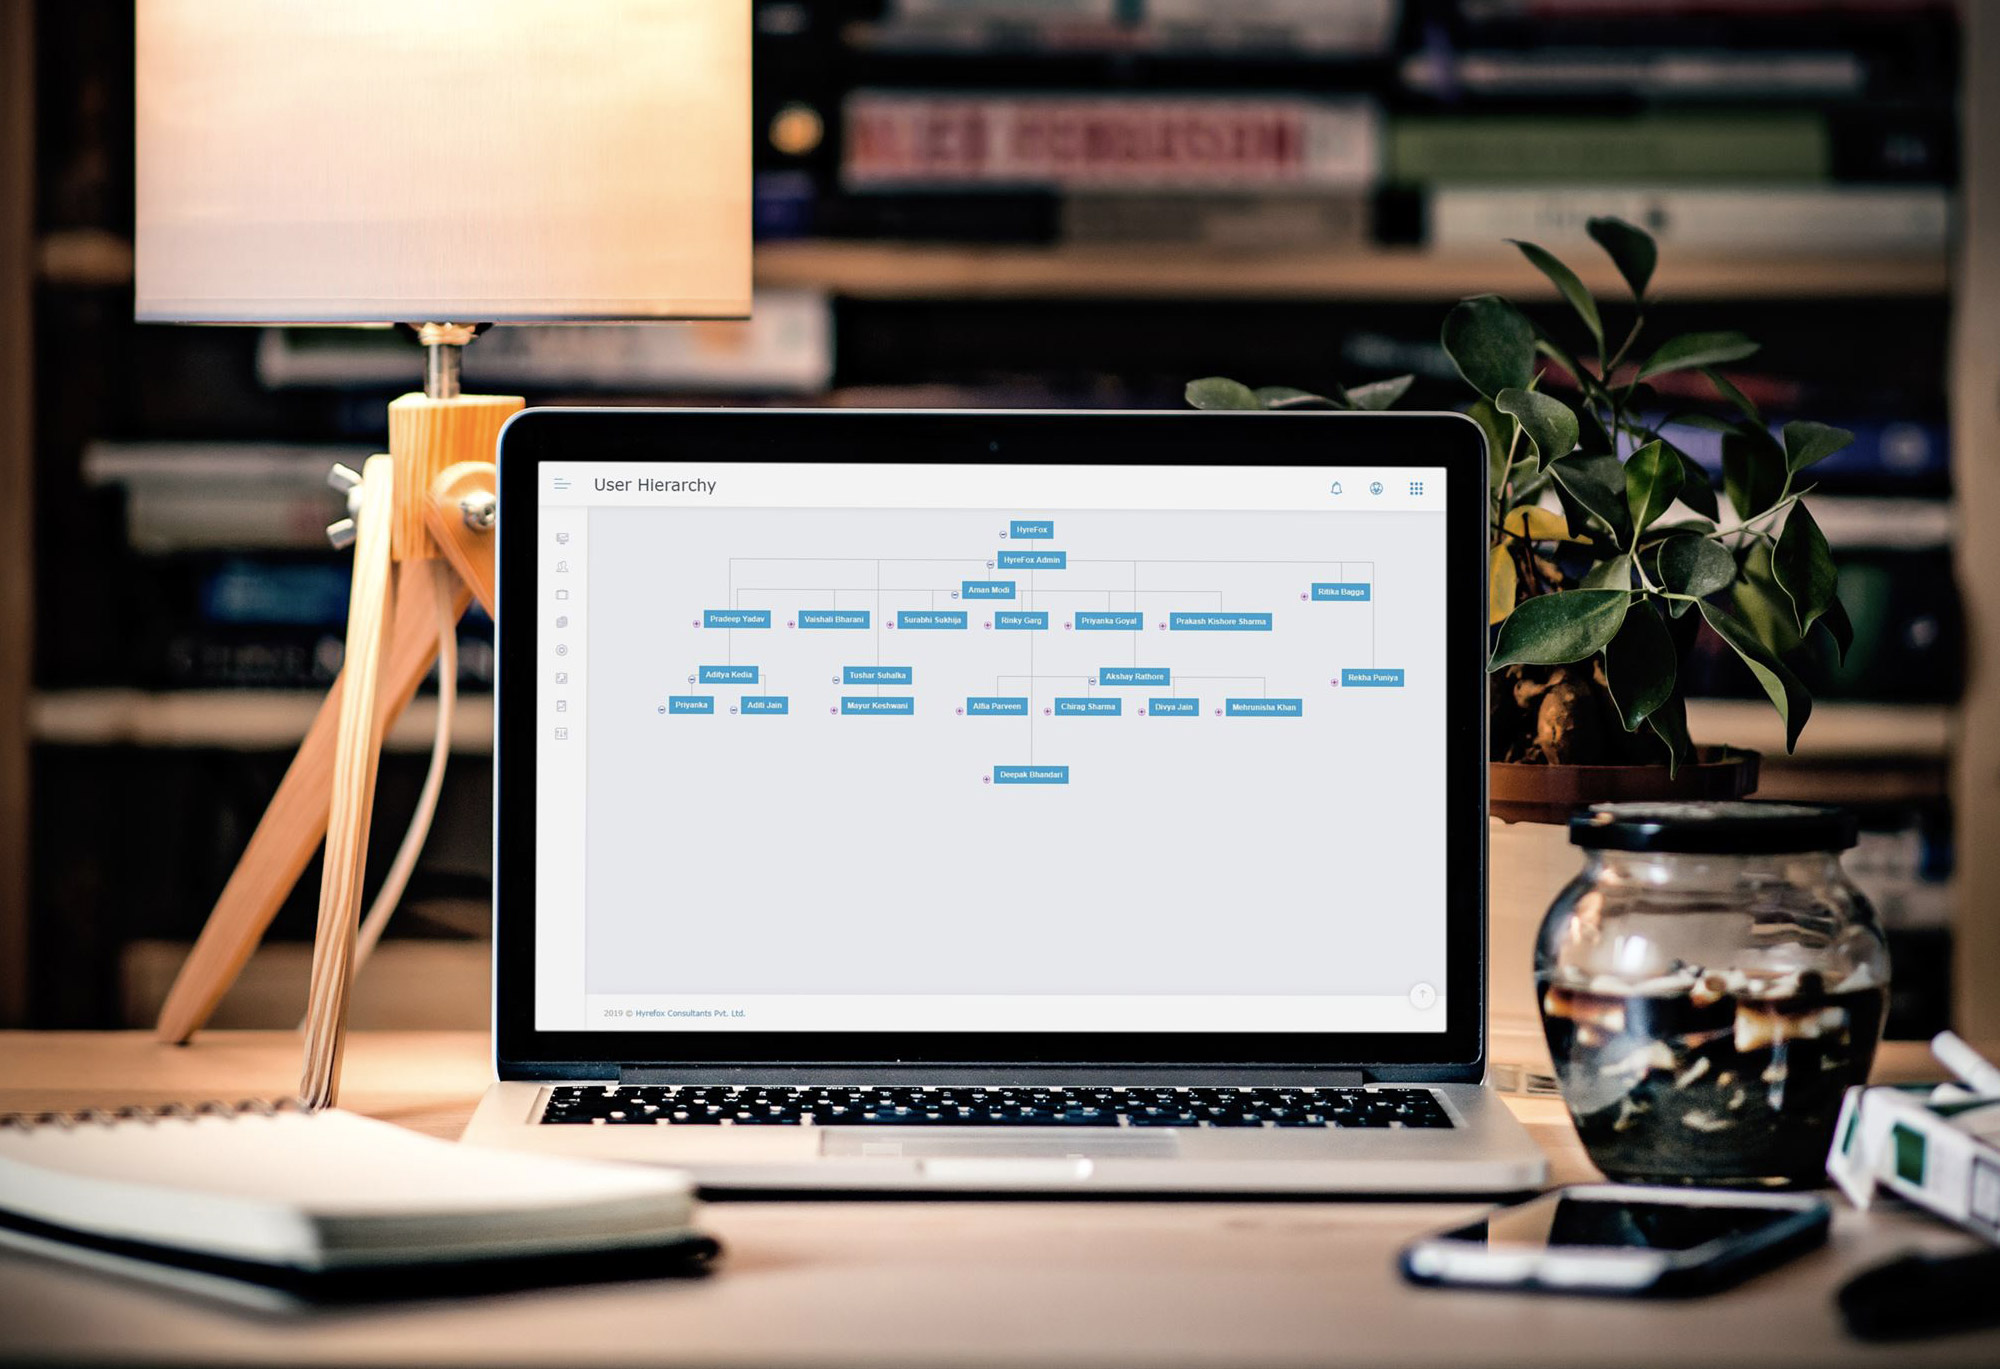 User Hierarchy
HyreFox
HyreFox Admin
Aman Modi
Ritika Bagga
Pradeep Yadav
Vaishali Bharani
Surabhi Sukhija
Rinky Garg
Priyanka Goyal
Prakash Kishore Sharma
Aditya Kedia
Tushar Suhalka
Akshay Rathore
Rekha Puniya
Priyanka
Aditi Jain
Mayur Keshwani
Alfia Parveen
Chirag Sharma
Divya Jain
Mehrunisha Khan
Deepak Bhandari
2019 © Hyrefox Consultants Pvt. Ltd.